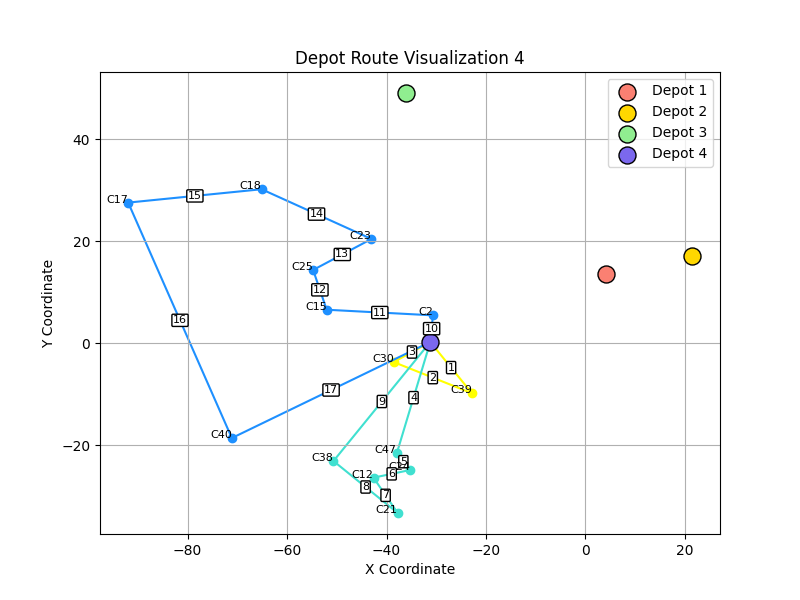 Depot Route Visualization 4
Depot 1
Depot 2
Depot 3
Depot 4
40
20
0
−20
Y Coordinate
−80
−60
−40
−20
0
20
X Coordinate
C17
15
C18
14
C23
13
C25
12
C15
11
C2
10
16
3
C30
1
2
C39
17
9
4
C40
C47
5
C38
6
C12
8
7
C21